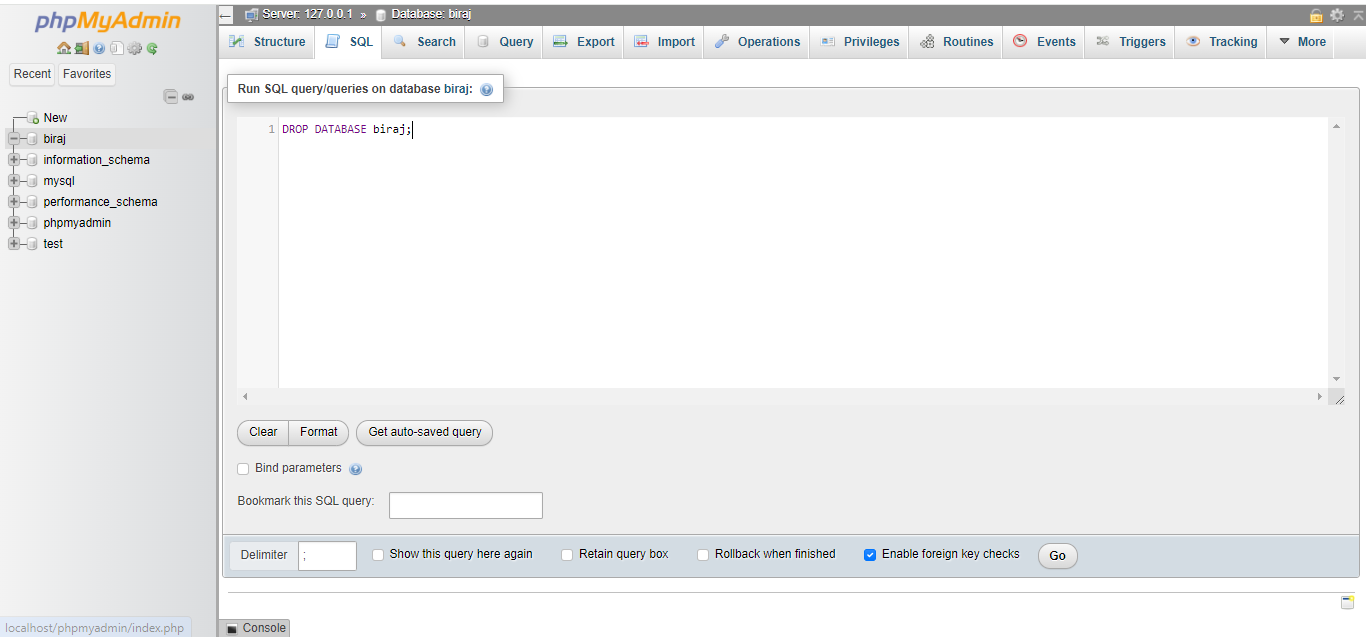 phpMyAdmin
Recent Favorites
New
biraj
information_schema
mysql
performance_schema
phpmyadmin
test
localhost/phpmyadmin/index.php
Server: 127.0.0.1 » Database: biraj
Structure SQL Search Query Export Import Operations Privileges Routines Events Triggers Tracking More
Run SQL query/queries on database biraj:
1 DROP DATABASE biraj;
Clear Format Get auto-saved query
Bind parameters
Bookmark this SQL query:
Delimiter ; Show this query here again Retain query box Rollback when finished Enable foreign key checks Go
Console